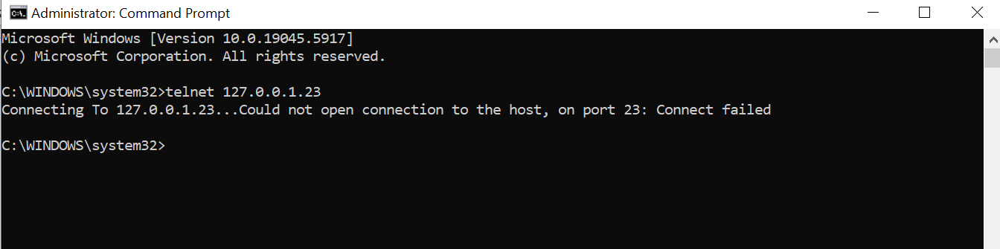 Administrator: Command Prompt
Microsoft Windows [Version 10.0.19045.5917]
(c) Microsoft Corporation. All rights reserved.
C:\WINDOWS\system32>telnet 127.0.0.1.23
Connecting To 127.0.0.1.23...Could not open connection to the host, on port 23: Connect failed
C:\WINDOWS\system32>